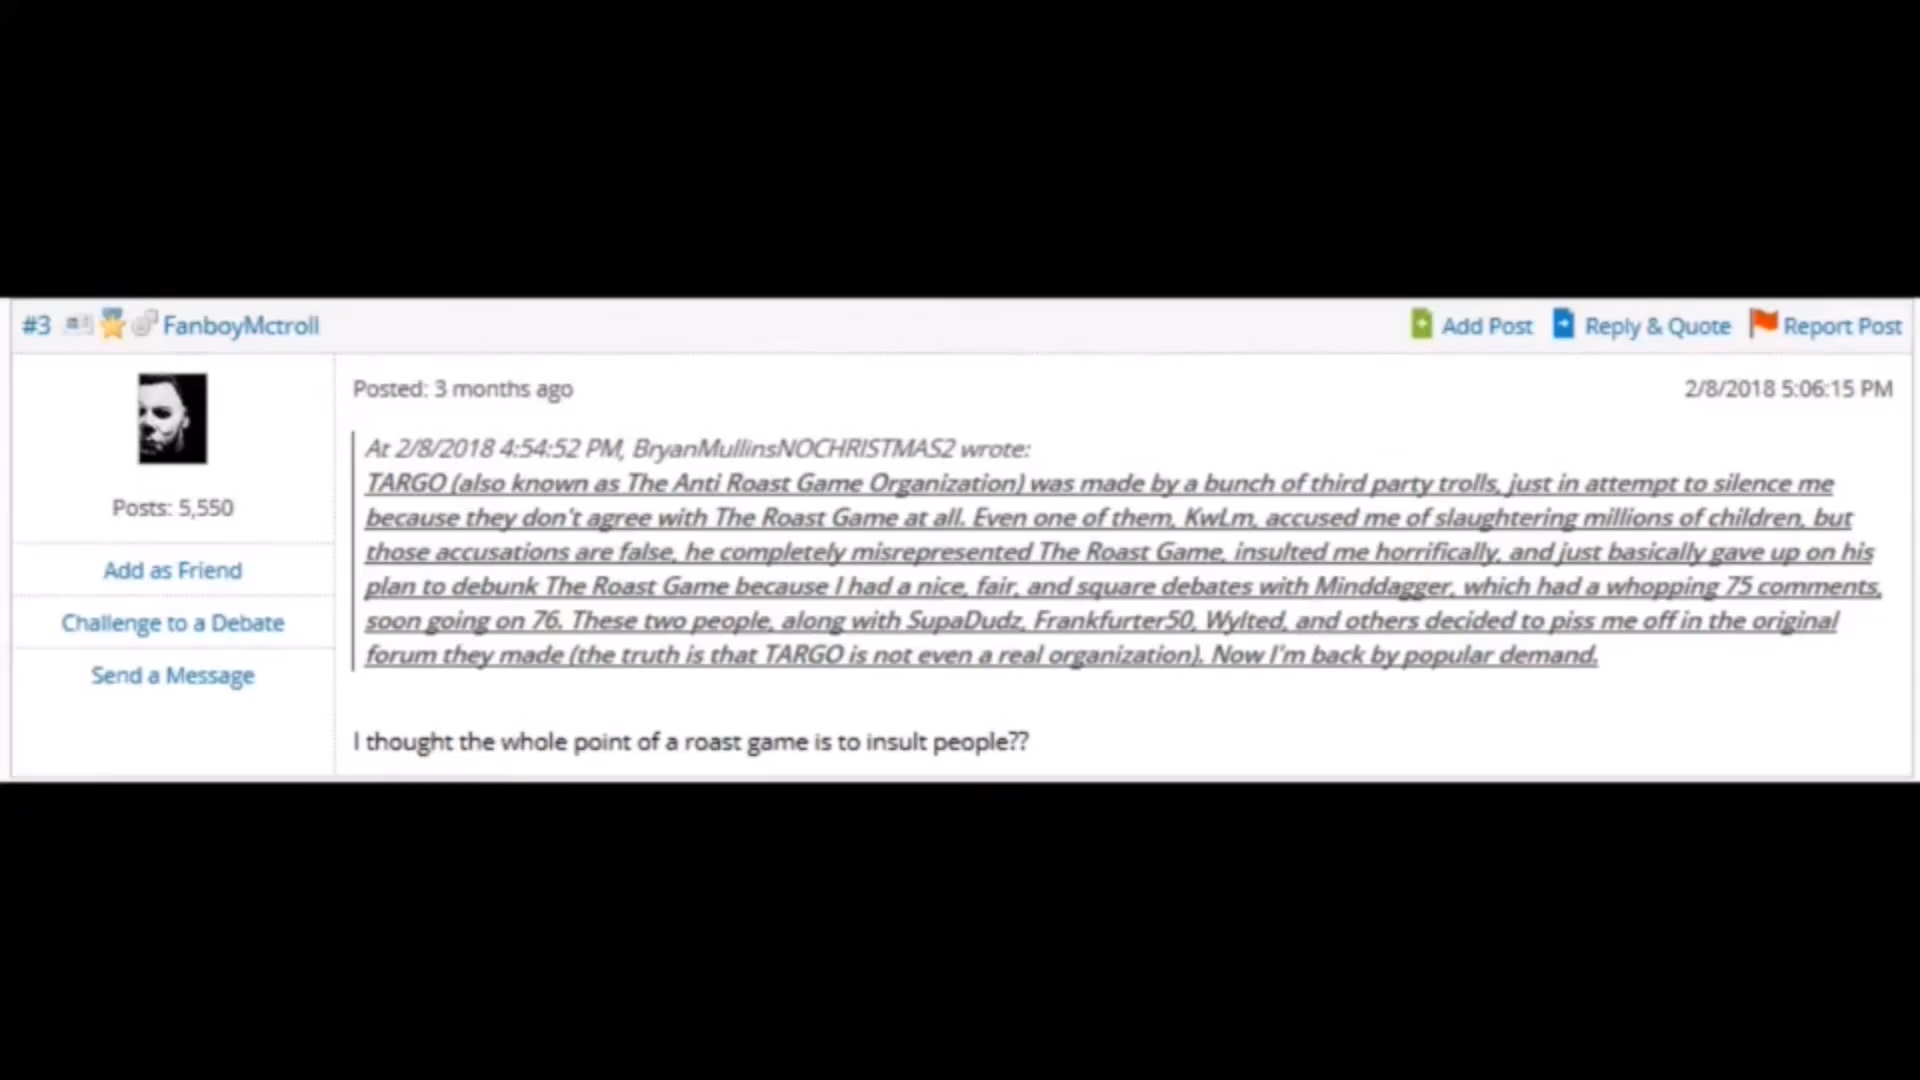 #3 FanboyMctroll
Add Post Reply & Quote Report Post
Posted: 3 months ago 2/8/2018 5:06:15 PM
At 2/8/2018 4:54:52 PM, BryanMullinsNOCHRISTMAS2 wrote:
TARGO (also known as The Anti Roast Game Organization) was made by a bunch of third party trolls, just in attempt to silence me
because they don't agree with The Roast Game at all. Even one of them, KwLm, accused me of slaughtering millions of children, but
those accusations are false, he completely misrepresented The Roast Game, insulted me horrifically, and just basically gave up on his
plan to debunk The Roast Game because I had a nice, fair, and square debates with Minddagger, which had a whopping 75 comments,
soon going on 76. These two people, along with SupaDudz, Frankfurter50, Wylted, and others decided to piss me off in the original
forum they made (the truth is that TARGO is not even a real organization). Now I'm back by popular demand.
I thought the whole point of a roast game is to insult people??
Posts: 5,550
Add as Friend
Challenge to a Debate
Send a Message